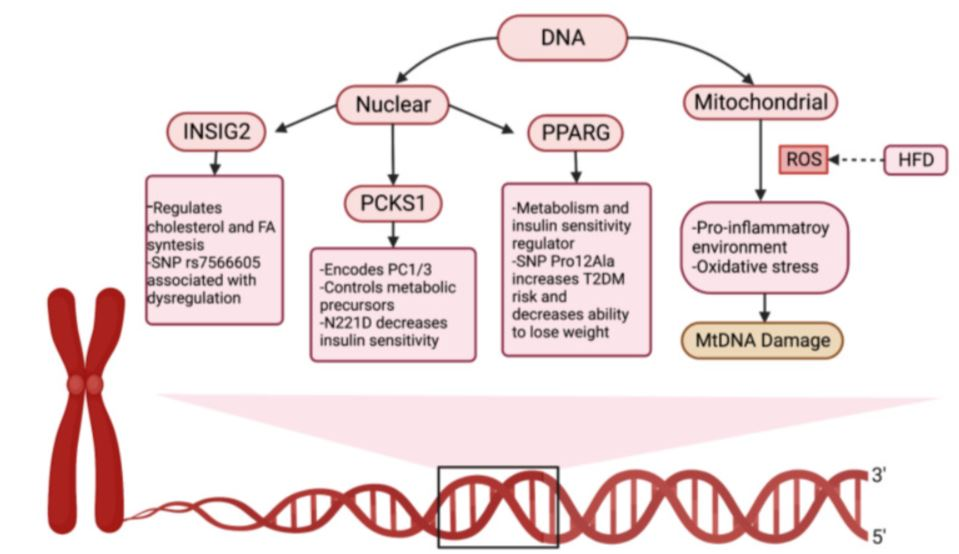 DNA
Nuclear
Mitochondrial
INSIG2
PPARG
ROS
HFD
PCKS1
-Regulates
cholesterol and FA
syntesis
-SNP rs7566605
associated with
dysregulation
-Encodes PC1/3
-Controls metabolic
precursors
-N221D decreases
insulin sensitivity
-Metabolism and
insulin sensitivity
regulator
-SNP Pro12Ala
increases T2DM
risk and
decreases ability
to lose weight
-Pro-inflammatroy
environment
-Oxidative stress
MtDNA Damage
3'
5'